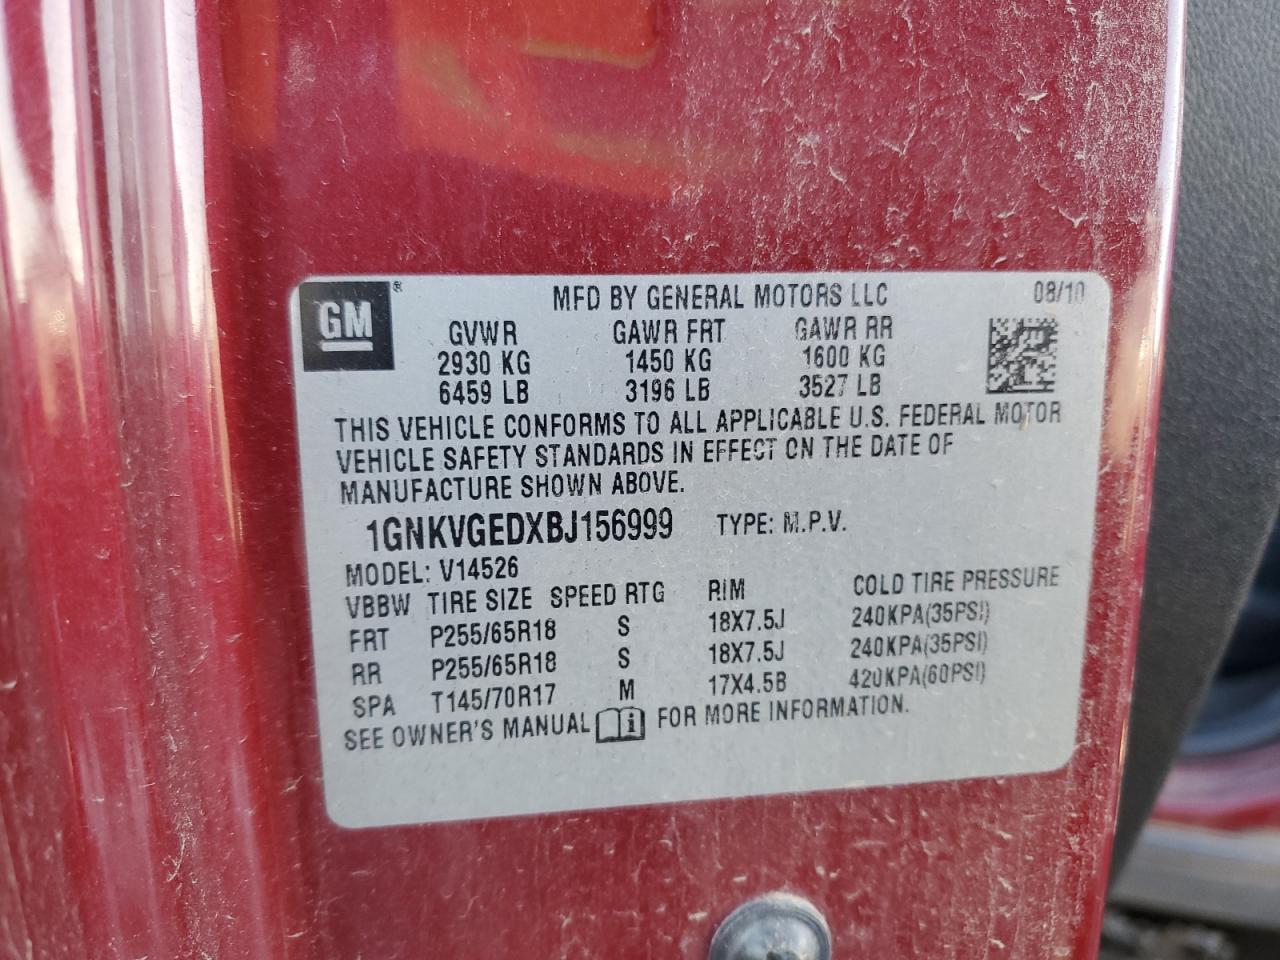 GM ® MFD BY GENERAL MOTORS LLC 08/10
GVWR GAWR FRT GAWR RR
2930 KG 1450 KG 1600 KG
6459 LB 3196 LB 3527 LB
THIS VEHICLE CONFORMS TO ALL APPLICABLE U.S. FEDERAL MOTOR
VEHICLE SAFETY STANDARDS IN EFFECT ON THE DATE OF
MANUFACTURE SHOWN ABOVE.
1GNKVGEDXBJ156999 TYPE: M.P.V.
MODEL: V14526
VBBW TIRE SIZE SPEED RTG RIM COLD TIRE PRESSURE
FRT P255/65R18 S 18X7.5J 240KPA(35PSI)
RR P255/65R18 S 18X7.5J 240KPA(35PSI)
SPA T145/70R17 M 17X4.5B 420KPA(60PSI)
SEE OWNER'S MANUAL i FOR MORE INFORMATION.